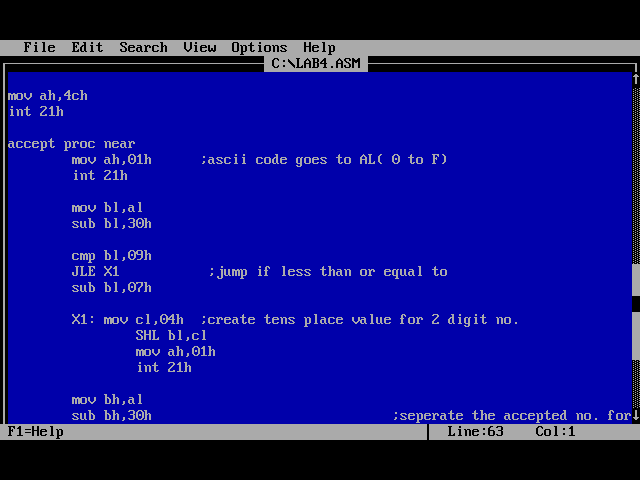 File Edit Search View Options Help
C:\LAB4.ASM
mov ah,4ch
int 21h
accept proc near
mov ah,01h ;ascii code goes to AL( 0 to F)
int 21h
mov bl,al
sub bl,30h
cmp bl,09h
JLE X1 ;jump if less than or equal to
sub bl,07h
X1: mov cl,04h ;create tens place value for 2 digit no.
SHL bl,cl
mov ah,01h
int 21h
mov bh,al
sub bh,30h ;seperate the accepted no. for
F1=Help Line:63 Col:1